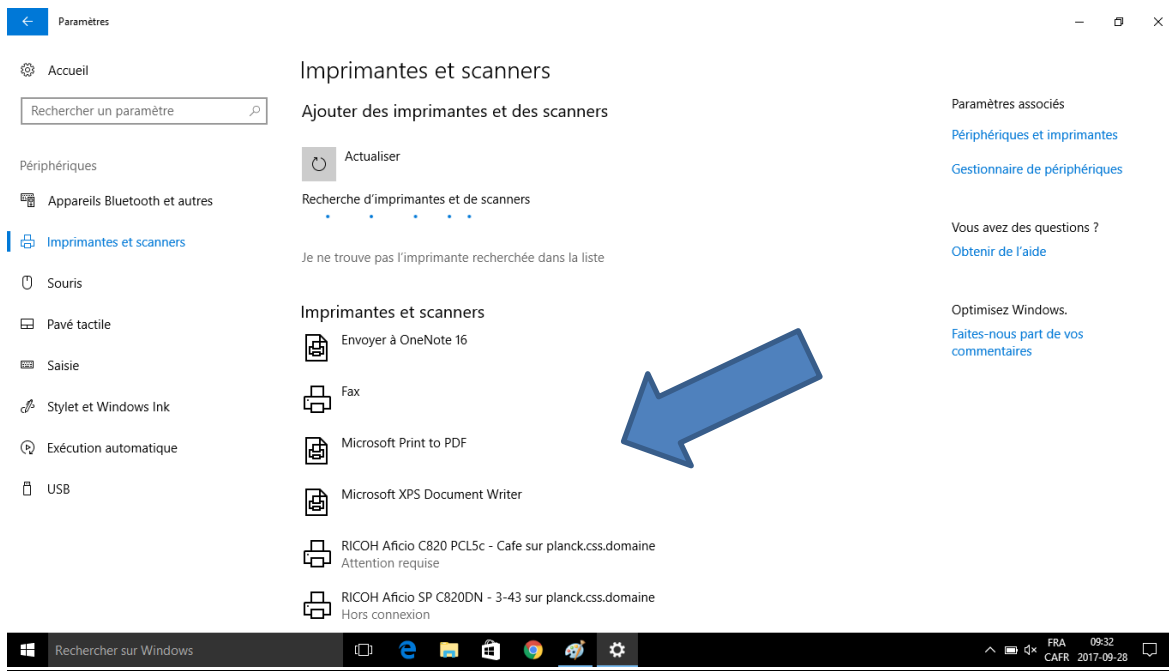 Paramètres
Accueil
Rechercher un paramètre
Périphériques
Appareils Bluetooth et autres
Imprimantes et scanners
Souris
Pavé tactile
Saisie
Stylet et Windows Ink
Exécution automatique
USB
Imprimantes et scanners
Ajouter des imprimantes et des scanners
Actualiser
Recherche d'imprimantes et de scanners
Je ne trouve pas l'imprimante recherchée dans la liste
Imprimantes et scanners
Envoyer à OneNote 16
Fax
Microsoft Print to PDF
Microsoft XPS Document Writer
RICOH Aficio C820 PCL5c - Cafe sur planck.css.domaine
Attention requise
RICOH Aficio SP C820DN - 3-43 sur planck.css.domaine
Hors connexion
Paramètres associés
Périphériques et imprimantes
Gestionnaire de périphériques
Vous avez des questions ?
Obtenir de l'aide
Optimisez Windows.
Faites-nous part de vos
commentaires
Rechercher sur Windows
FRA
CAFR
09:32
2017-09-28